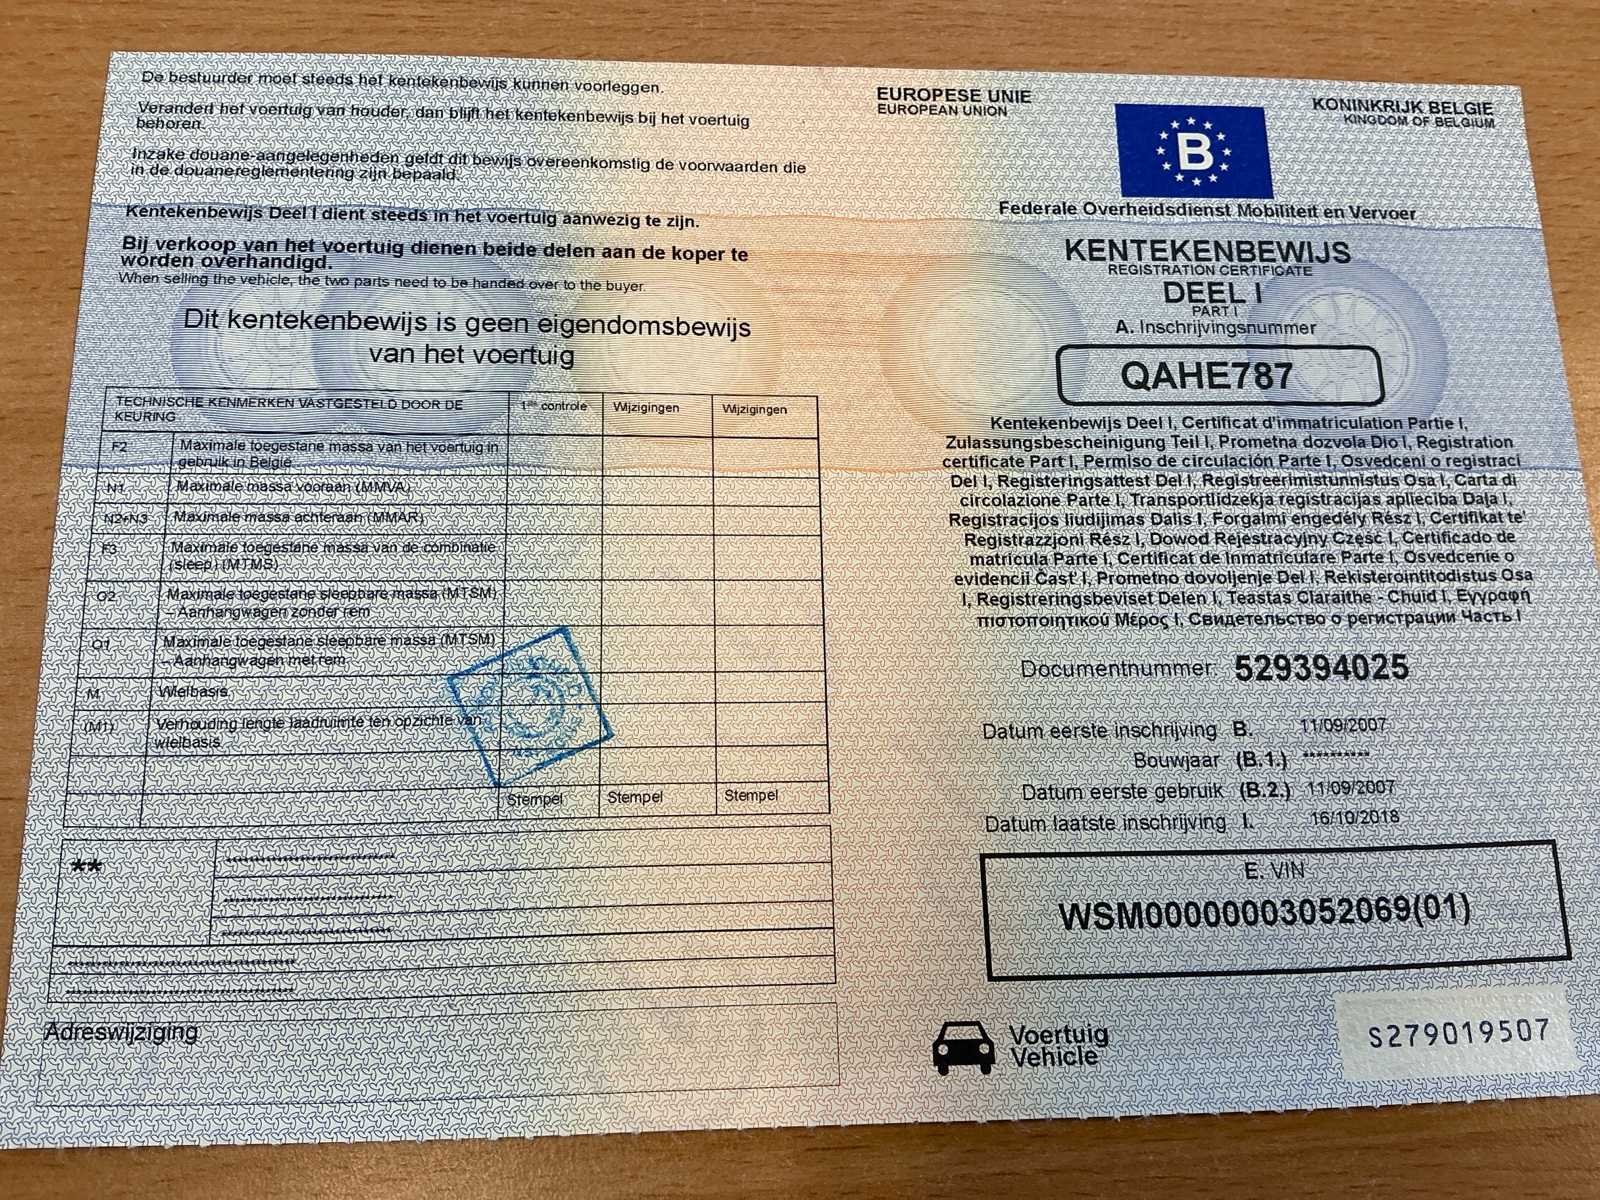 De bestuurder moet steeds het kentekenbewijs kunnen voorleggen.
Verandert het voertuig van houder, dan blijft het kentekenbewijs bij het voertuig
behoren.
Inzake douane-aangelegenheden geldt dit bewijs overeenkomstig de voorwaarden die
in de douanereglementering zijn bepaald.
Kentekenbewijs Deel I dient steeds in het voertuig aanwezig te zijn.
Bij verkoop van het voertuig dienen beide delen aan de koper te
worden overhandigd.
When selling the vehicle, the two parts need to be handed over to the buyer.
Dit kentekenbewijs is geen eigendomsbewijs
van het voertuig
TECHNISCHE KENMERKEN VASTGESTELD DOOR DE
KEURING
1ste controle
Wijzigingen
Wijzigingen
F2 Maximale toegestane massa van het voertuig in
gebruik in België
N1 Maximale massa vooraan (MMVA)
N2+N3 Maximale massa achteraan (MMAR)
F3 Maximale toegestane massa van de combinatie
(sleep) (MTMS)
O2 Maximale toegestane sleepbare massa (MTSM)
– Aanhangwagen zonder rem
O1 Maximale toegestane sleepbare massa (MTSM)
– Aanhangwagen met rem
M Wielbasis
(M1) Verhouding lengte laadruimte ten opzichte van
wielbasis
Stempel
Stempel
Stempel
**
Adreswijziging
EUROPESE UNIE
EUROPEAN UNION
B
KONINKRIJK BELGIE
KINGDOM OF BELGIUM
Federale Overheidsdienst Mobiliteit en Vervoer
KENTEKENBEWIJS
REGISTRATION CERTIFICATE
DEEL I
PART I
A. Inschrijvingsnummer
QAHE787
Kentekenbewijs Deel I, Certificat d'immatriculation Partie I,
Zulassungsbescheinigung Teil I, Prometna dozvola Dio I, Registration
certificate Part I, Permiso de circulación Parte I, Osvedceni o registraci
Del I, Registeringsattest Del I, Registreerimistunnistus Osa I, Carta di
circolazione Parte I, Transportlidzekja registracijas aplieciba Daļa I,
Registracijos liudijimas Dalis I, Forgalmi engedély Rész I, Certifikat te'
Registrazzjoni Rész I, Dowod Rejestracyjny Część I, Certificado de
matricula Parte I, Certificat de Inmatriculare Parte I, Osvedcenie o
evidencii Časť I, Prometno dovoljenje Del I, Rekisterointitodistus Osa
I, Registreringsbeviset Delen I, Teastas Claraithe - Chuid I, Εγγραφη
πιστοποιητικού Μέρος I, Свидетельство о регистрации Часть I
Documentnummer 529394025
Datum eerste inschrijving B. 11/09/2007
Bouwjaar (B.1.) **********
Datum eerste gebruik (B.2.) 11/09/2007
Datum laatste inschrijving I. 16/10/2018
E. VIN
WSM00000003052069(01)
Voertuig
Vehicle
S279019507